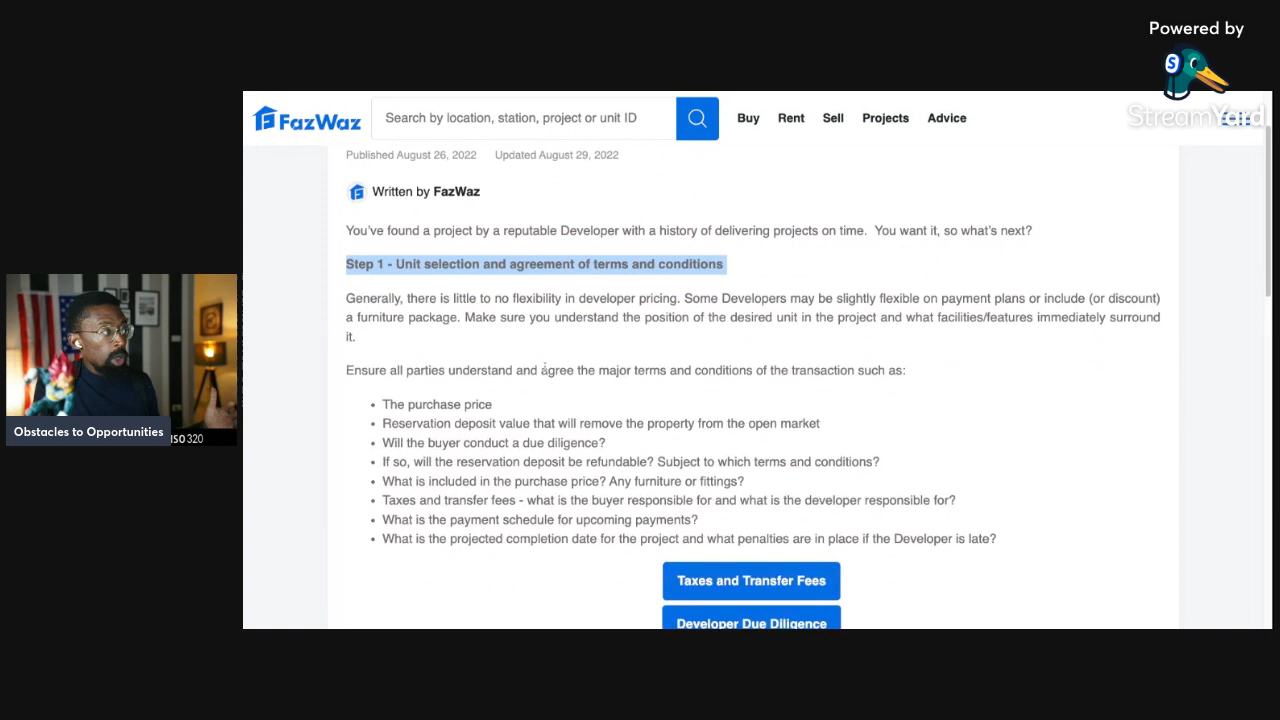 Powered by
S
StreamYard
FazWaz
Search by location, station, project or unit ID
Buy Rent Sell Projects Advice
Published August 26, 2022 Updated August 29, 2022
Written by FazWaz
You've found a project by a reputable Developer with a history of delivering projects on time. You want it, so what's next?
Step 1 - Unit selection and agreement of terms and conditions
Generally, there is little to no flexibility in developer pricing. Some Developers may be slightly flexible on payment plans or include (or discount)
a furniture package. Make sure you understand the position of the desired unit in the project and what facilities/features immediately surround
it.
Ensure all parties understand and agree the major terms and conditions of the transaction such as:
• The purchase price
• Reservation deposit value that will remove the property from the open market
• Will the buyer conduct a due diligence?
• If so, will the reservation deposit be refundable? Subject to which terms and conditions?
• What is included in the purchase price? Any furniture or fittings?
• Taxes and transfer fees - what is the buyer responsible for and what is the developer responsible for?
• What is the payment schedule for upcoming payments?
• What is the projected completion date for the project and what penalties are in place if the Developer is late?
Taxes and Transfer Fees
Developer Due Diligence
Obstacles to Opportunities
ISO 320